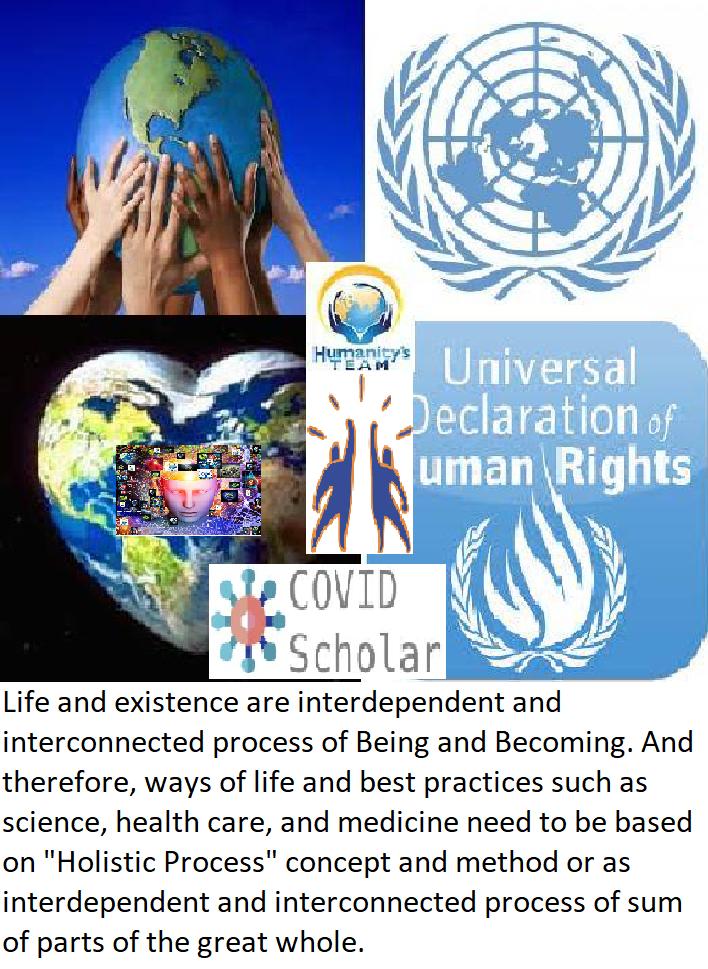 Humanity's
TEAM
Universal
Declaration of
uman Rights
COVID
Scholar
Life and existence are interdependent and
interconnected process of Being and Becoming. And
therefore, ways of life and best practices such as
science, health care, and medicine need to be based
on "Holistic Process" concept and method or as
interdependent and interconnected process of sum
of parts of the great whole.